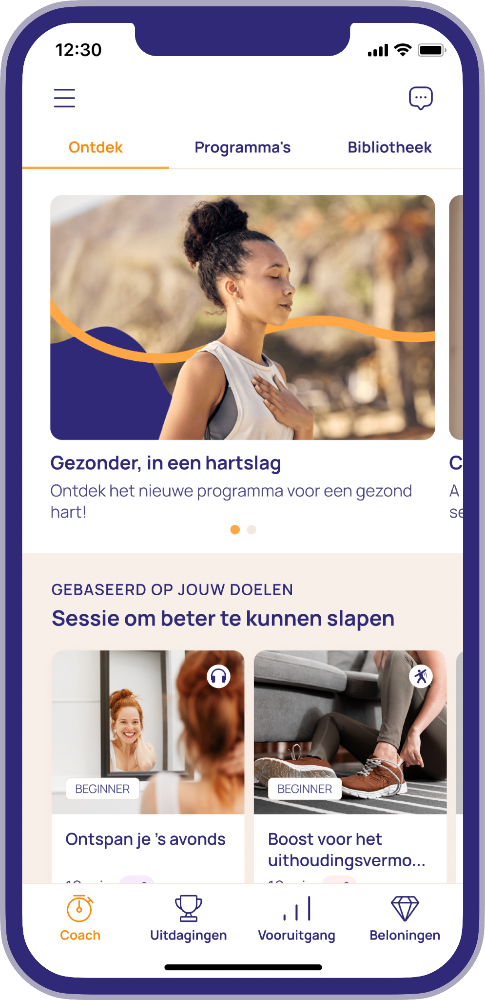 12:30
Ontdek Programma's Bibliotheek
Gezonder, in een hartslag
Ontdek het nieuwe programma voor een gezond
hart!
C
A
se
GEBASEERD OP JOUW DOELEN
Sessie om beter te kunnen slapen
BEGINNER
BEGINNER
Ontspan je ’s avonds
Boost voor het
uithoudingsvermo...
Coach Uitdagingen Vooruitgang Beloningen